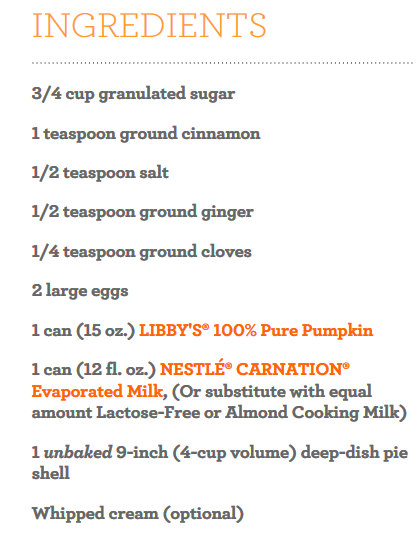 INGREDIENTS
3/4 cup granulated sugar
1 teaspoon ground cinnamon
1/2 teaspoon salt
1/2 teaspoon ground ginger
1/4 teaspoon ground cloves
2 large eggs
1 can (15 oz.) LIBBY'S® 100% Pure Pumpkin
1 can (12 fl. oz.) NESTLÉ® CARNATION®
Evaporated Milk, (Or substitute with equal
amount Lactose-Free or Almond Cooking Milk)
1 unbaked 9-inch (4-cup volume) deep-dish pie
shell
Whipped cream (optional)